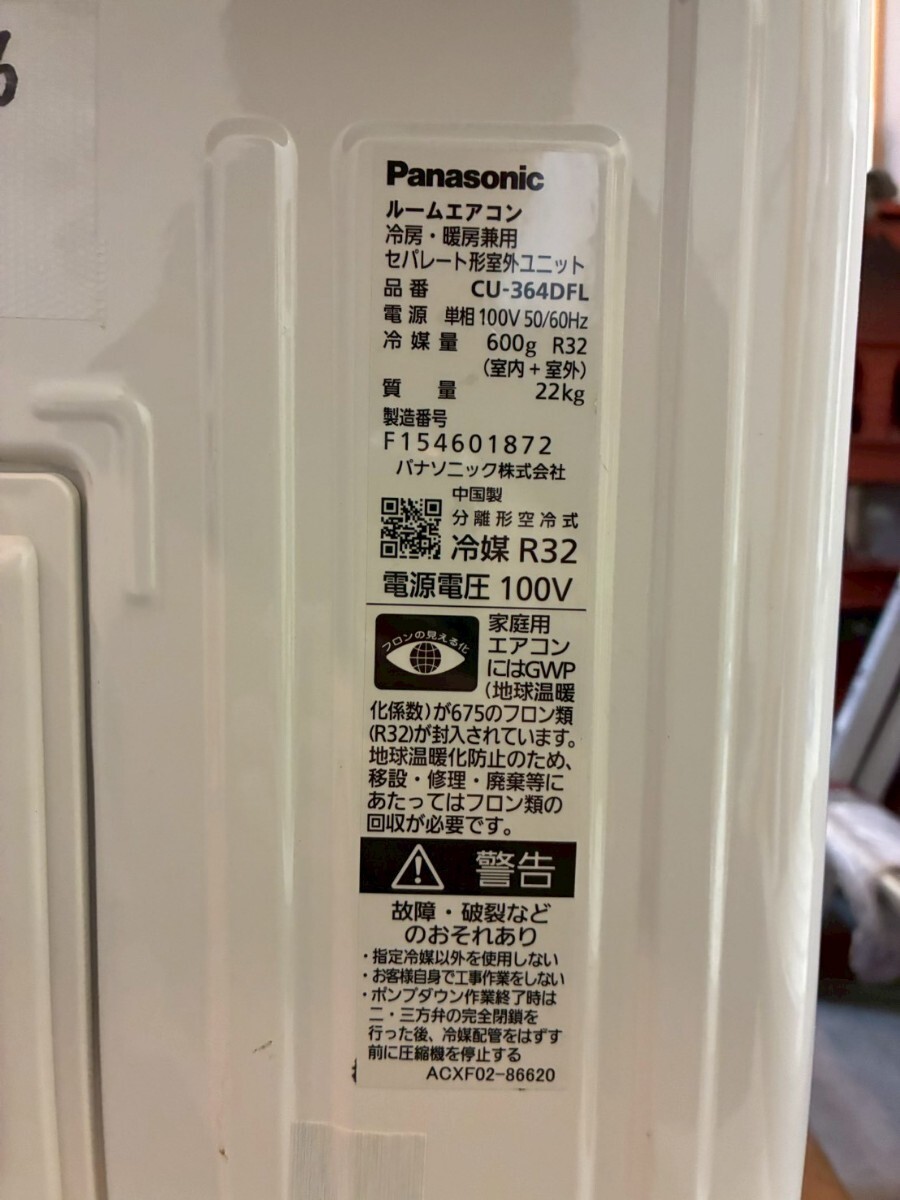 Panasonic
ルームエアコン
冷房・暖房兼用
セパレート形室外ユニット
品番 CU-364DFL
電源 単相100V 50/60Hz
冷媒量 600g R32
(室内+室外)
質量 22kg
製造番号
F154601872
パナソニック株式会社
中国製
分離形空冷式
冷媒 R32
電源電圧 100V
フロンの見える化
家庭用
エアコン
にはGWP
(地球温暖
化係数)が675のフロン類
(R32)が封入されています。
地球温暖化防止のため、
移設・修理・廃棄等に
あたってはフロン類の
回収が必要です。
警告
故障・破裂など
のおそれあり
・指定冷媒以外を使用しない
・お客様自身で工事作業をしない
・ポンプダウン作業終了時は
二・三方弁の完全閉鎖を
行った後、冷媒配管をはずす
前に圧縮機を停止する
ACXF02-86620